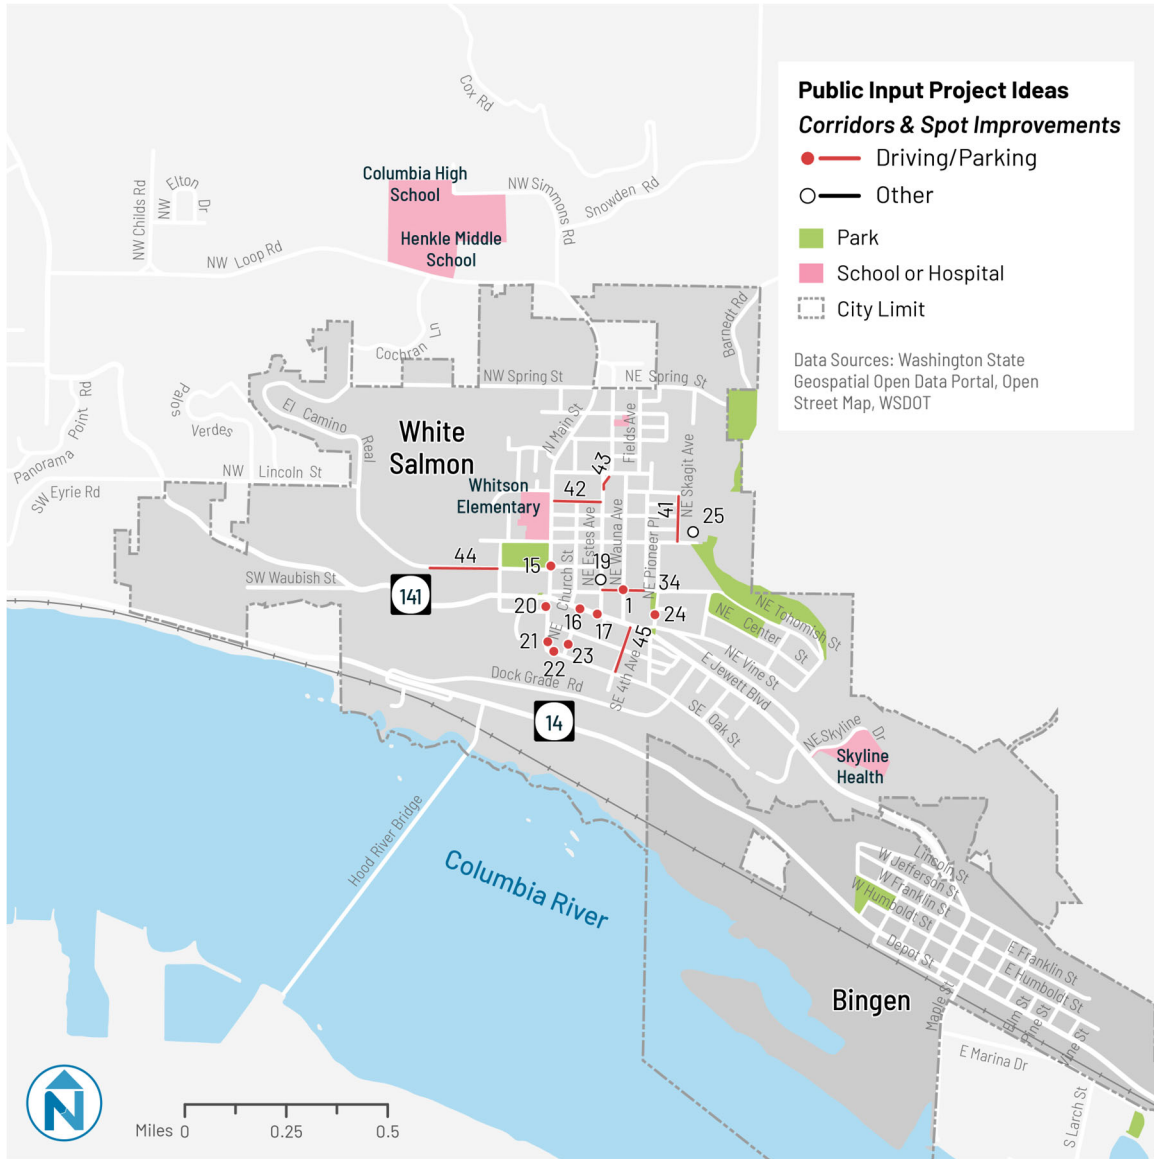 Public Input Project Ideas
Corridors & Spot Improvements
Driving/Parking
Other
Park
School or Hospital
City Limit
Data Sources: Washington State
Geospatial Open Data Portal, Open
Street Map, WSDOT
Cox Rd
Columbia High
School
NW Simmons Rd
Snowden Rd
NW Childs Rd
NW Elton Dr
Henkle Middle
School
NW Loop Rd
Barnedt Rd
Cochran Ln
NW Spring St
NE Spring St
Palos Verdes
El Camino Real
Panorama Point Rd
White
Salmon
N Main St
Fields Ave
NE Skagit Ave
NW Lincoln St
SW Eyrie Rd
Whitson
Elementary
43
42
41
25
NE Estes Ave
NE Wauna Ave
NE Pioneer Pl
44
15
19
34
SW Waubish St
141
NE Church St
20
16
17
1
24
45
21
22
23
NE Tohomish St
NE Center St
NE Vine St
E Jewett Blvd
Dock Grade Rd
SE 4th Ave
SE Oak St
14
NE Skyline Dr
Skyline
Health
Hood River Bridge
Columbia River
Lincoln St
W Jefferson St
W Franklin St
W Humboldt St
Depot St
E Franklin St
E Humboldt St
Maple St
Elm St
Pine St
Bingen
E Marina Dr
S Larch St
N
Miles 0 0.25 0.5